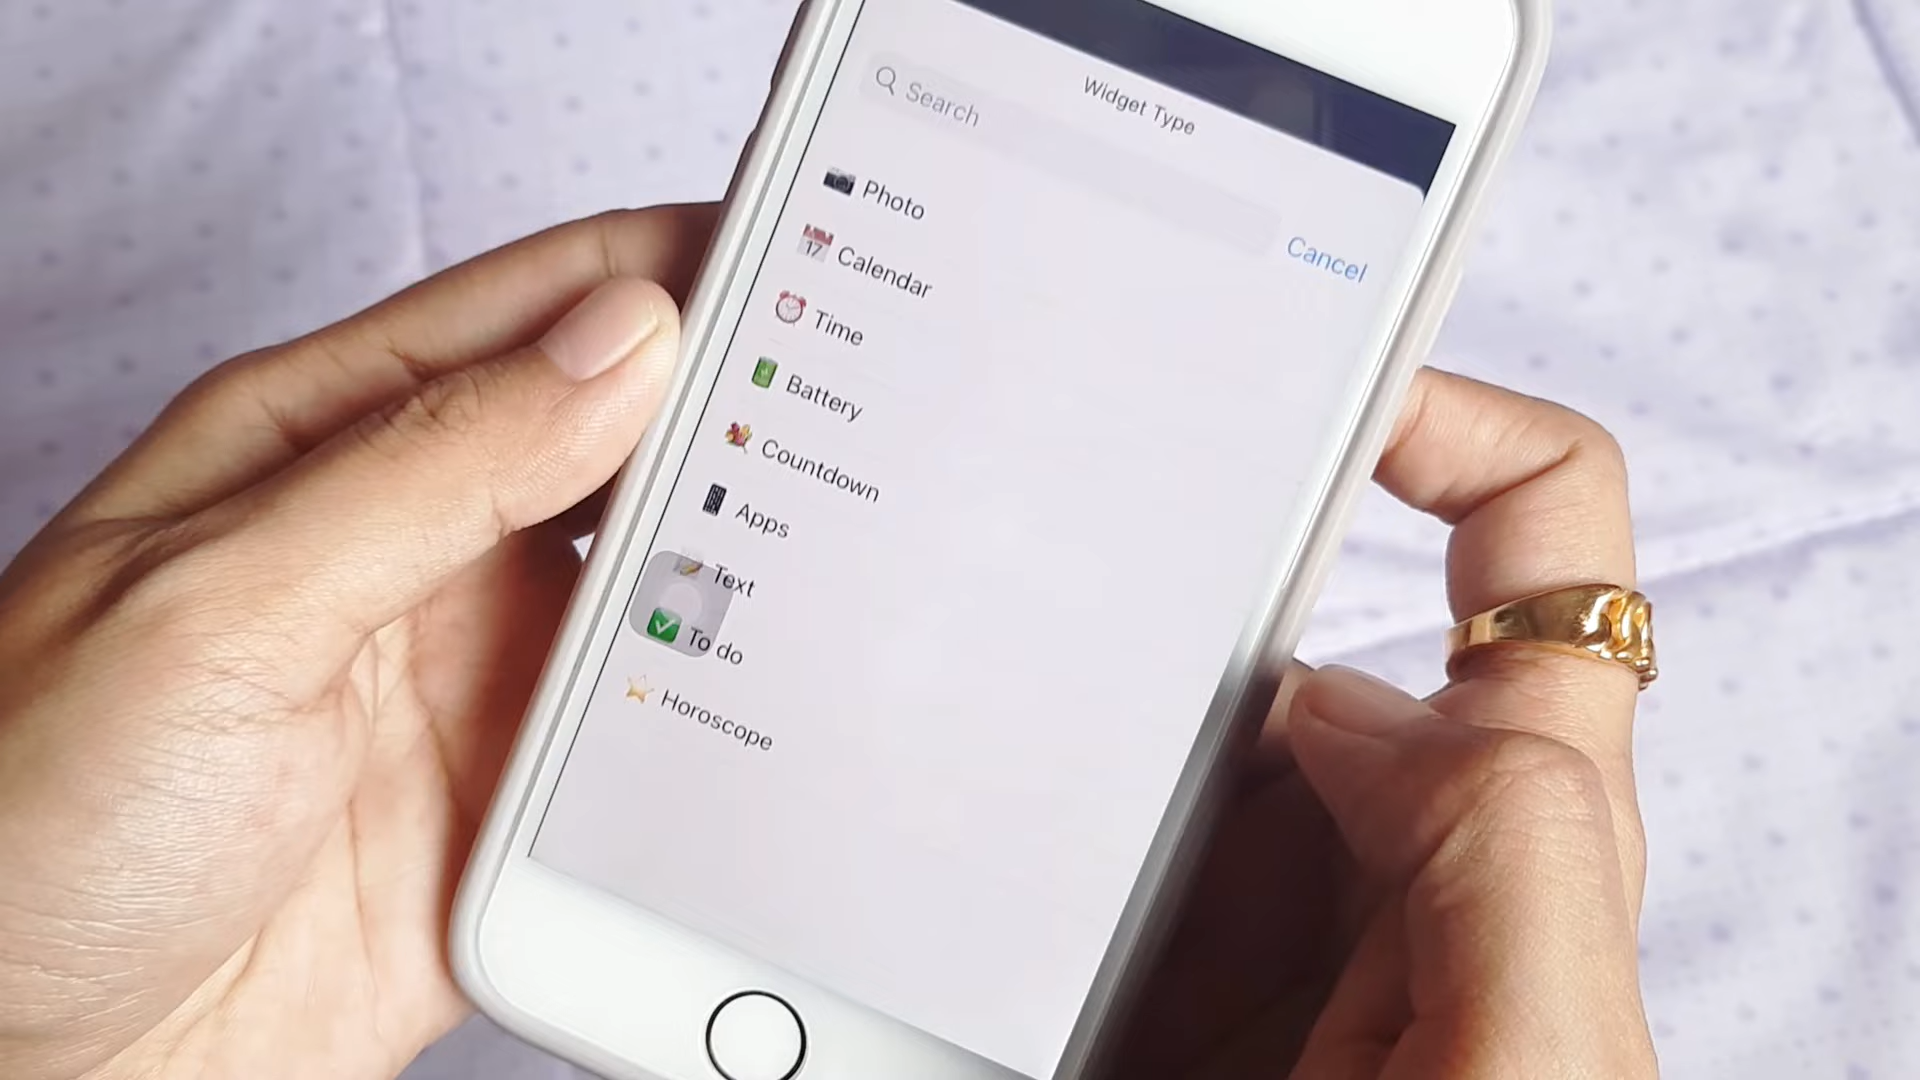 Widget Type
Search
Cancel
Photo
17
Calendar
Time
Battery
Countdown
Apps
Text
To do
Horoscope